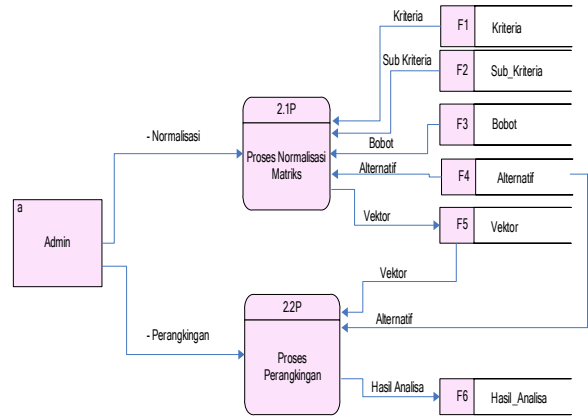 Kriteria
F1
Kriteria
Sub Kriteria
F2
Sub_Kriteria
2.1P
- Normalisasi
Proses Normalisasi
Matriks
Bobot
F3
Bobot
Alternatif
F4
Alternatif
Vektor
F5
Vektor
a
Admin
Vektor
2.2P
Alternatif
- Perangkingan
Proses
Perangkingan
Hasil Analisa
F6
Hasil_Analisa